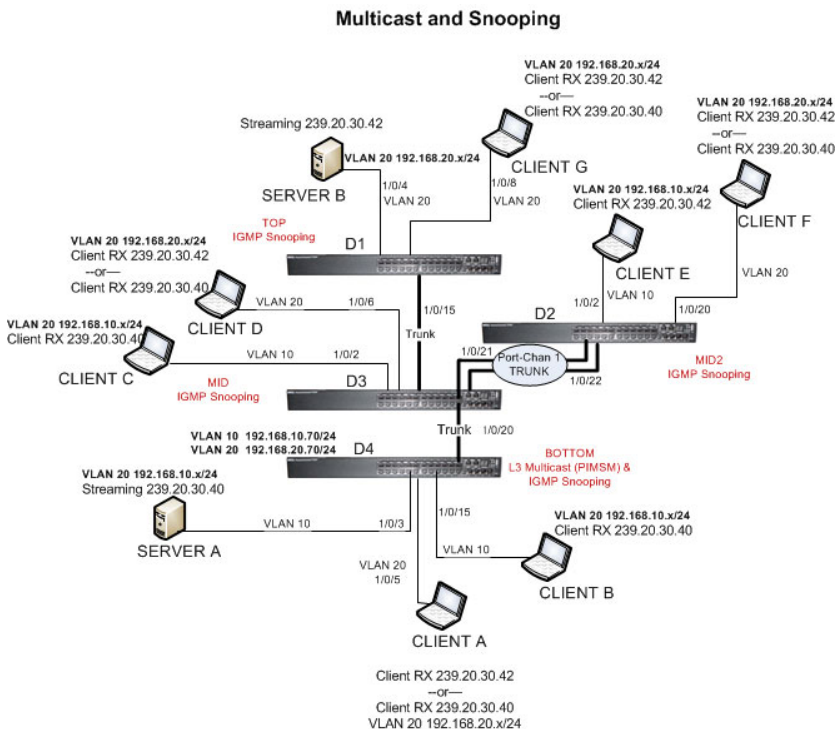 Multicast and Snooping
VLAN 20 192.168.20.x/24
Client RX 239.20.30.42
--or—
Client RX 239.20.30.40
VLAN 20 192.168.20.x/24
Client RX 239.20.30.42
--or—
Client RX 239.20.30.40
Streaming 239.20.30.42
VLAN 20 192.168.20.x/24
SERVER B
CLIENT G
1/0/4
VLAN 20
1/0/8
VLAN 20
VLAN 20 192.168.10.x/24
Client RX 239.20.30.42
CLIENT F
TOP
IGMP Snooping
D1
VLAN 20 192.168.20.x/24
Client RX 239.20.30.42
--or—
Client RX 239.20.30.40
CLIENT E
VLAN 20
VLAN 20
1/0/6
1/0/15
D2
1/0/2
VLAN 10
1/0/20
CLIENT D
VLAN 20 192.168.10.x/24
Client RX 239.20.30.40
Trunk
VLAN 10
1/0/2
1/0/21
Port-Chan 1
TRUNK
1/0/22
MID2
IGMP Snooping
CLIENT C
MID
IGMP Snooping
D3
Trunk
1/0/20
VLAN 10 192.168.10.70/24
VLAN 20 192.168.20.70/24
D4
BOTTOM
L3 Multicast (PIMSM) &
IGMP Snooping
VLAN 20 192.168.10.x/24
Streaming 239.20.30.40
1/0/15
VLAN 20 192.168.10.x/24
Client RX 239.20.30.40
VLAN 10
1/0/3
SERVER A
VLAN 10
VLAN 20
1/0/5
CLIENT B
CLIENT A
Client RX 239.20.30.42
--or—
Client RX 239.20.30.40
VLAN 20 192.168.20.x/24